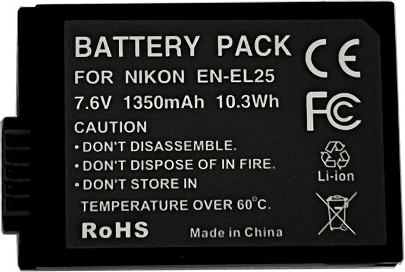 BATTERY PACK
FOR NIKON EN-EL25
7.6V 1350mAh 10.3Wh
CAUTION
•DON'T DISASSEMBLE.
•DON'T DISPOSE OF IN FIRE.
•DON'T STORE IN
TEMPERATURE OVER 60℃.
RoHS
Made in China
CE
FC
Li-ion